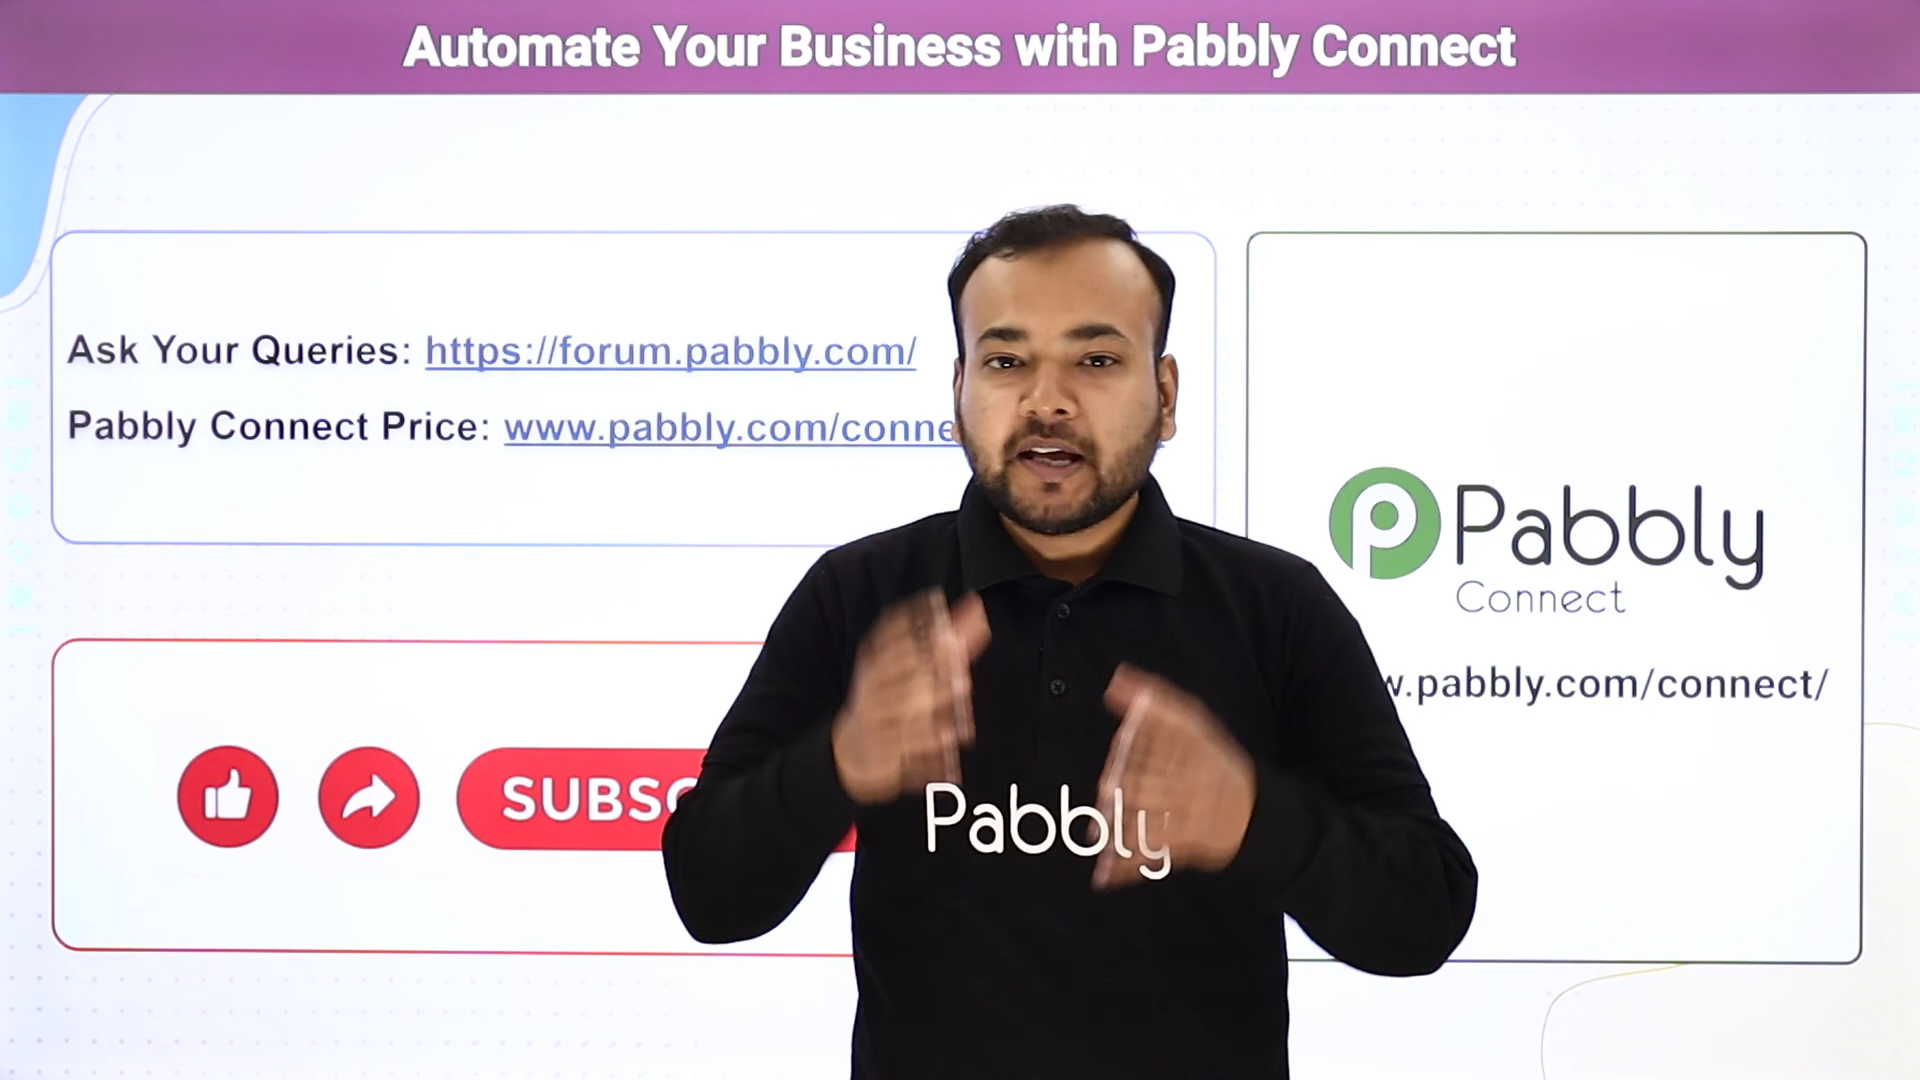 Automate Your Business with Pabbly Connect
Ask Your Queries: https://forum.pabbly.com/
Pabbly Connect Price: www.pabbly.com/conne
Pabbly
Connect
.pabbly.com/connect/
SUBSC
Pabbly